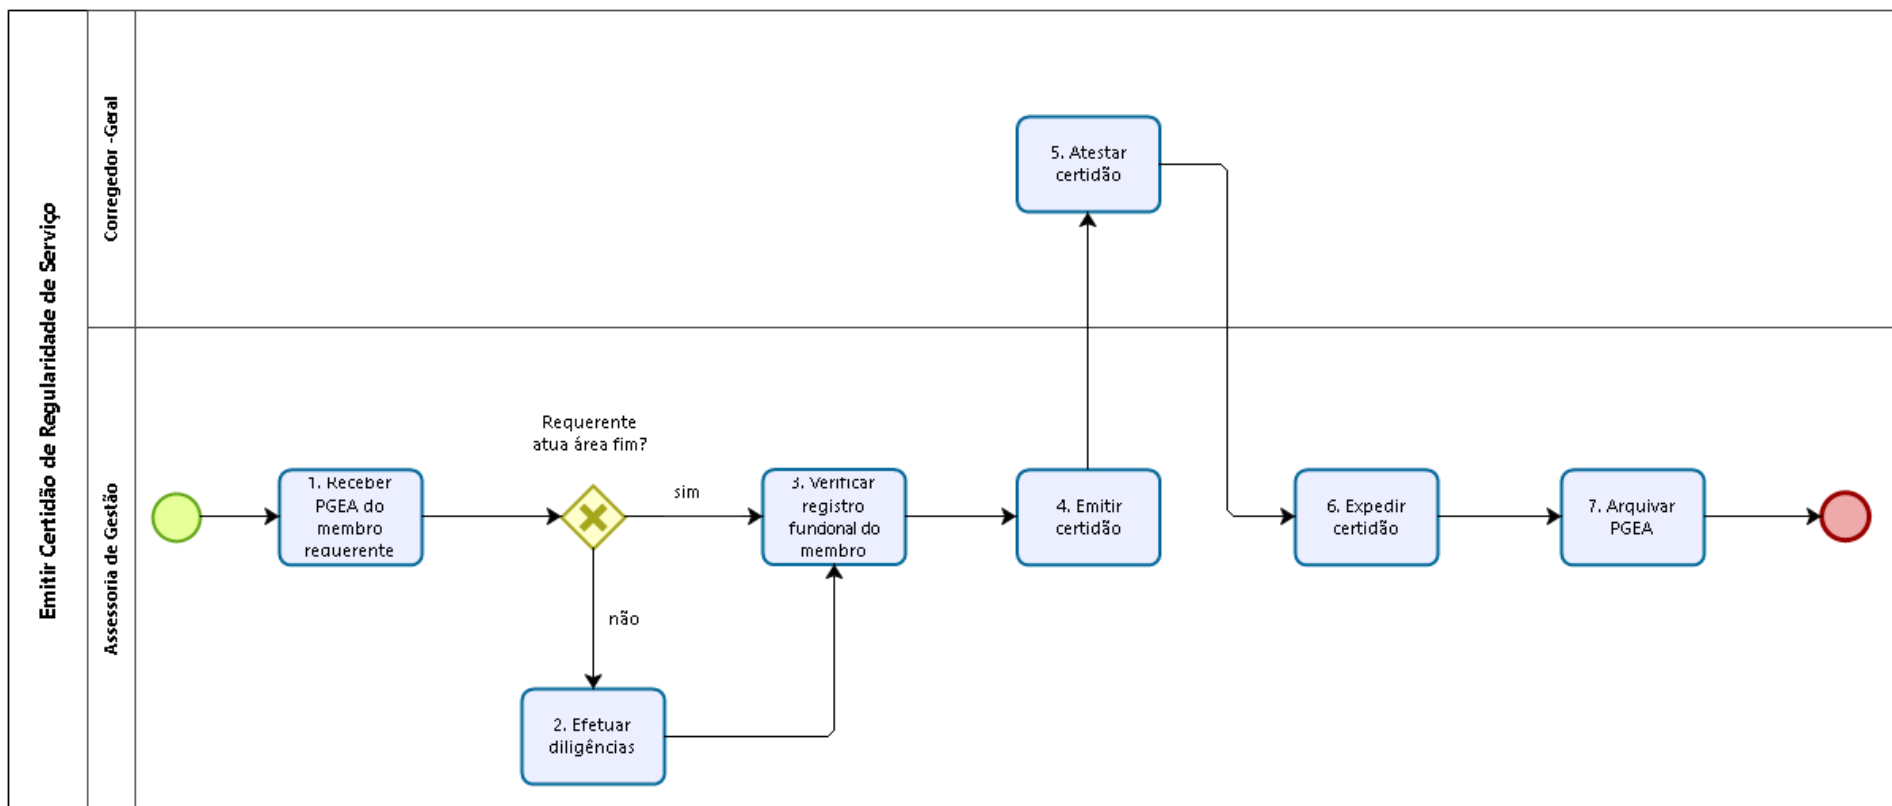 Emitir Certidão de Regularidade de Serviço
Corregedor -Geral
5. Atestar
certidão
Assessoria de Gestão
1. Receber
PGEA do
membro
requerente
Requerente
atua área fim?
sim
não
2. Efetuar
diligências
3. Verificar
registro
funcional do
membro
4. Emitir
certidão
6. Expedir
certidão
7. Arquivar
PGEA